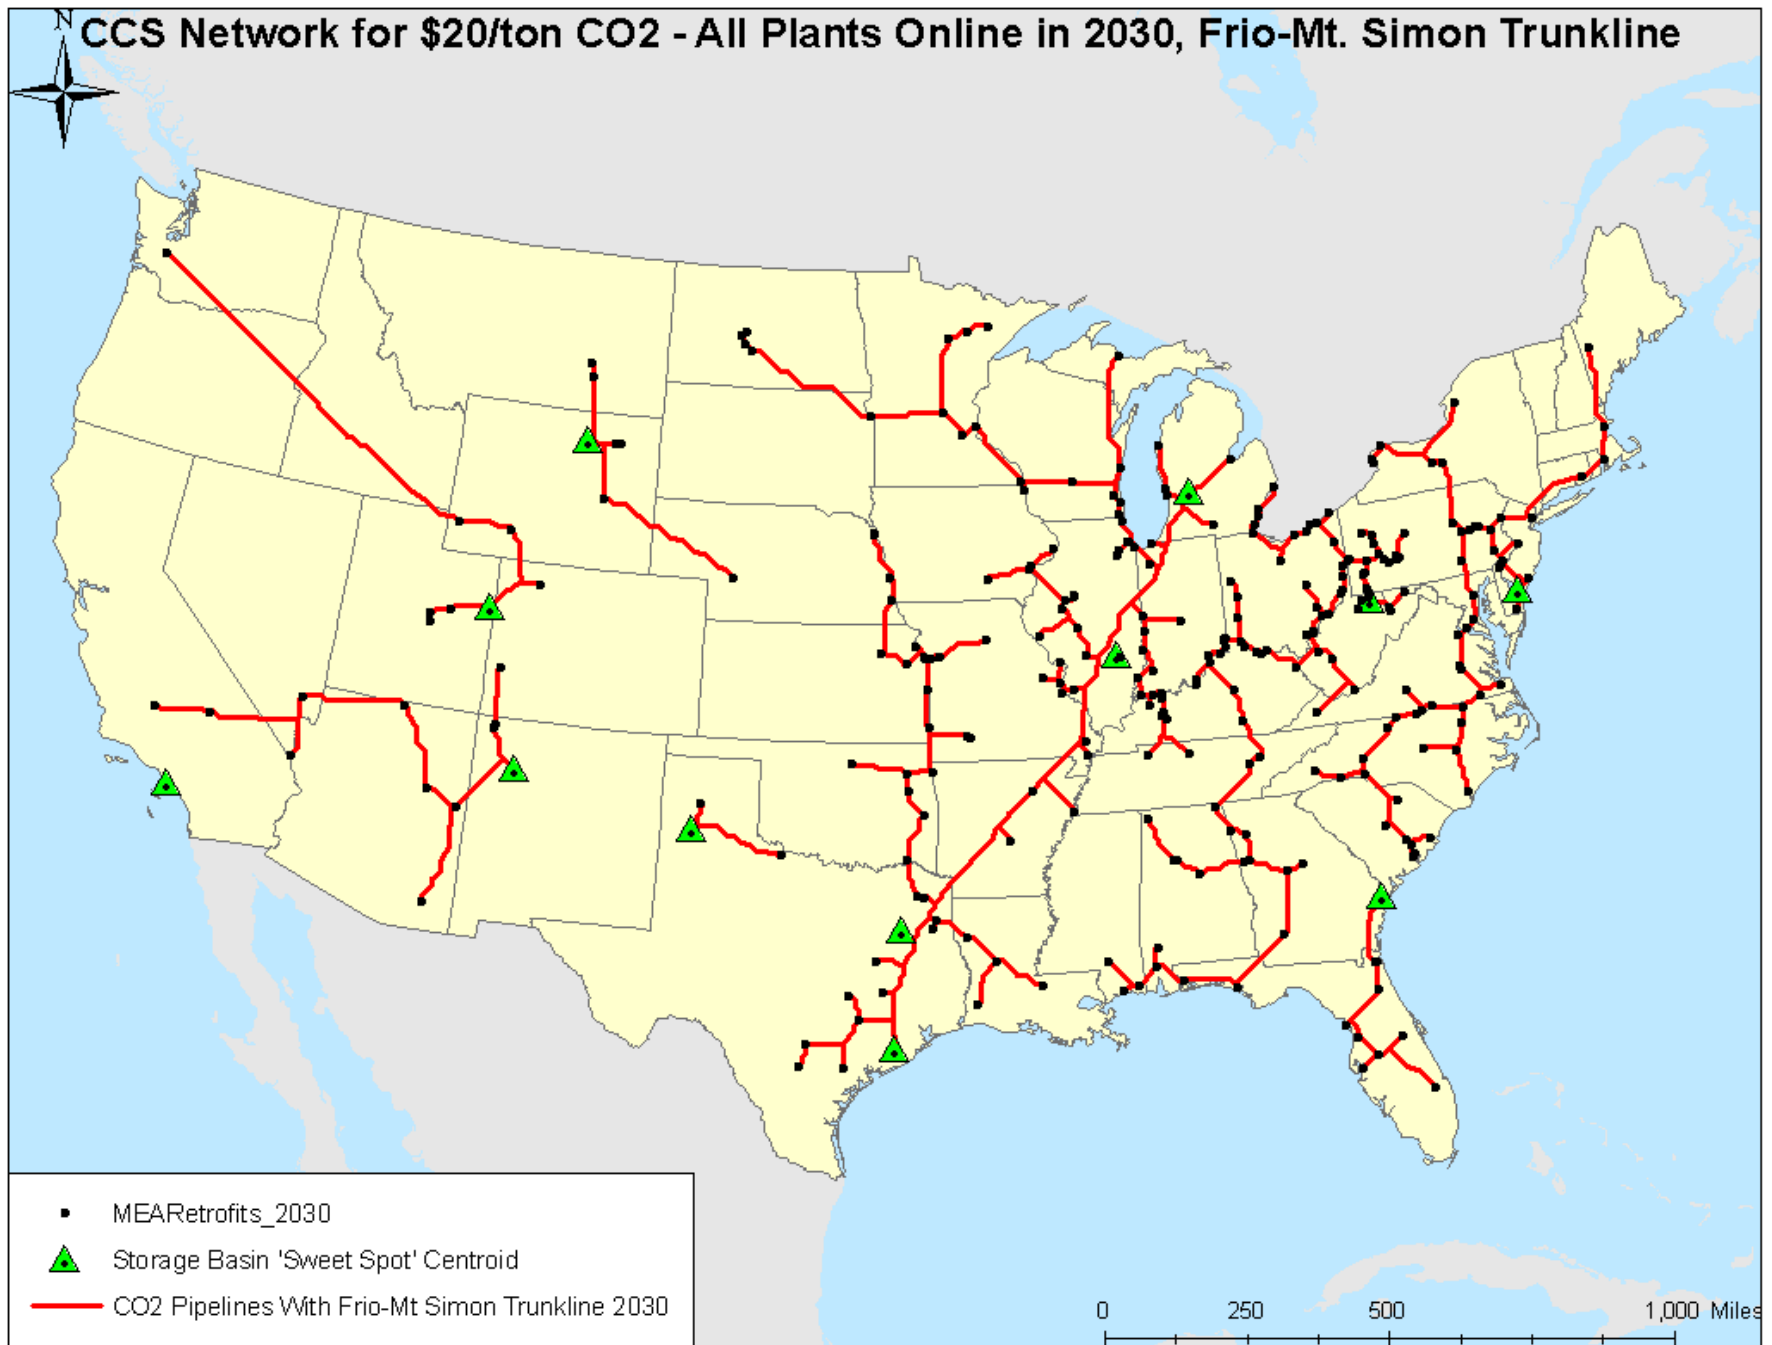 N
CCS Network for $20/ton CO2 - All Plants Online in 2030, Frio-Mt. Simon Trunkline
MEARetrofits_2030
Storage Basin 'Sweet Spot' Centroid
CO2 Pipelines With Frio-Mt Simon Trunkline 2030
0 250 500 1,000 Miles